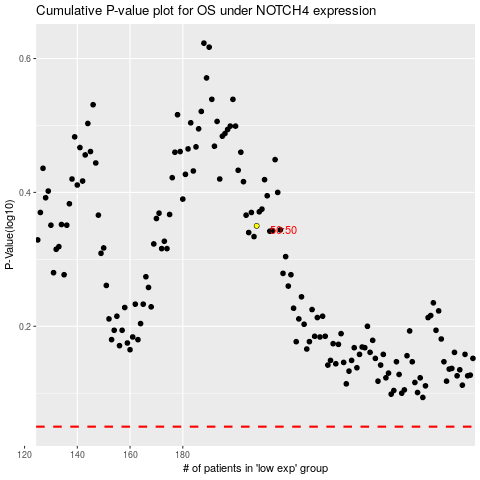 Cumulative P-value plot for OS under NOTCH4 expression
P-Value(log10)
0.6
0.4
0.2
50:50
120
140
160
180
# of patients in 'low exp' group